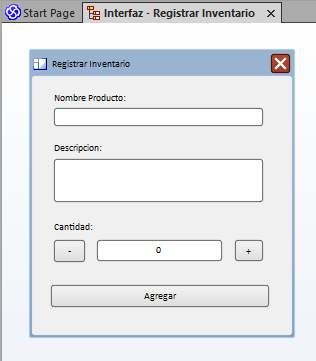 Start Page
Interfaz - Registrar Inventario
Registrar Inventario
Nombre Producto:
Descripcion:
Cantidad:
- 0 +
Agregar